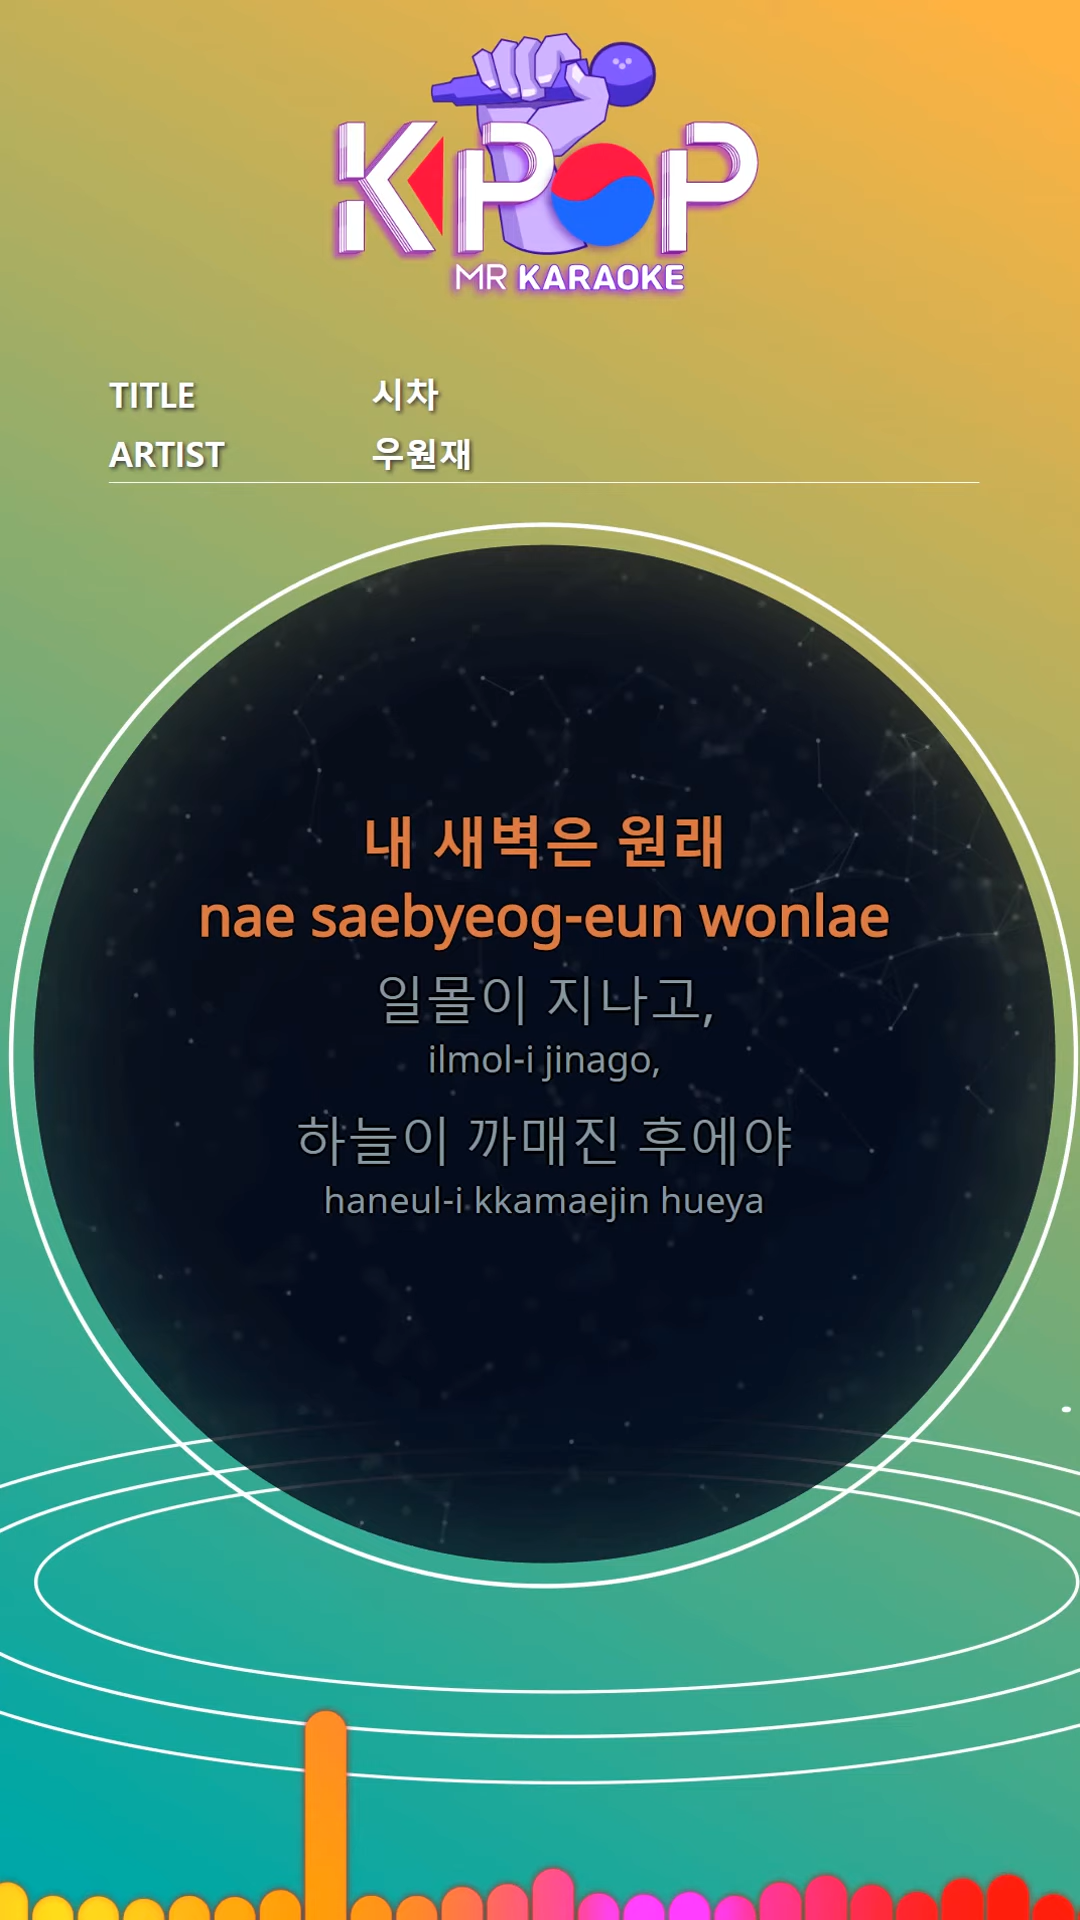 KPOP
MR KARAOKE
TITLE 시차
ARTIST 우원재
내 새벽은 원래
nae saebyeog-eun wonlae
일몰이 지나고,
ilmol-i jinago,
하늘이 까매진 후에야
haneul-i kkamaejin hueya